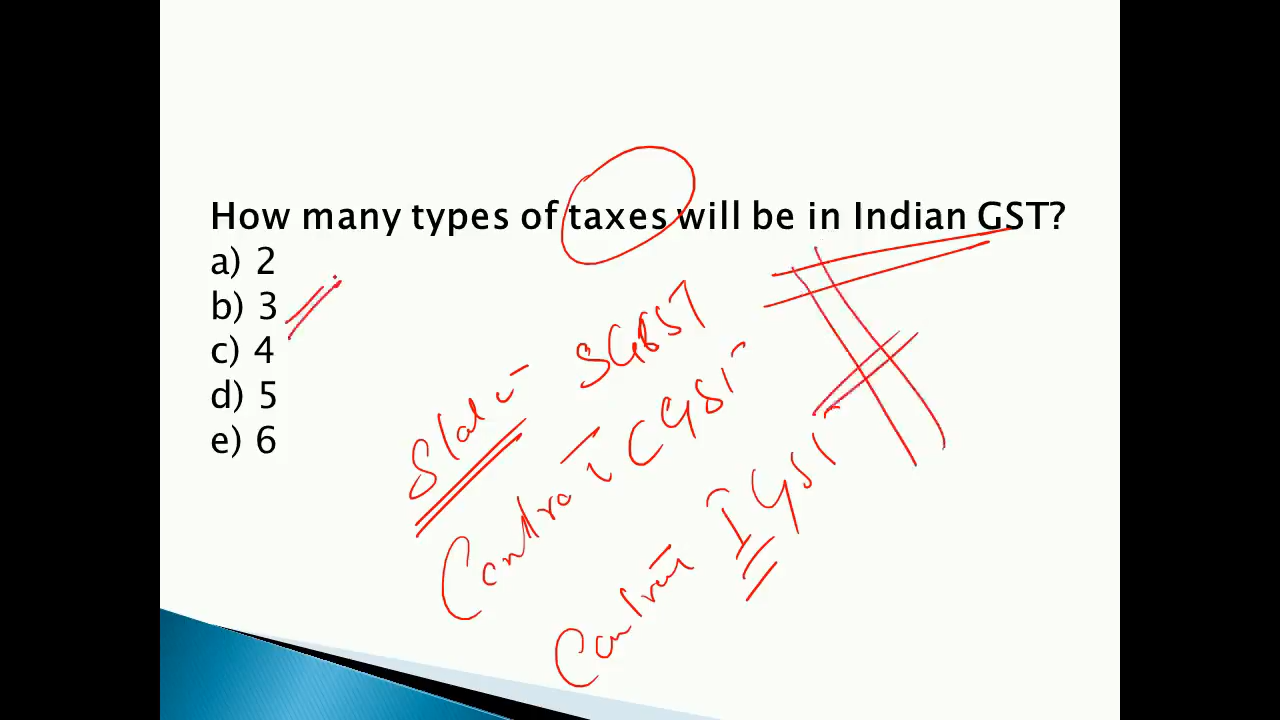 How many types of taxes will be in Indian GST?
a) 2
b) 3
c) 4
d) 5
e) 6
State SGST
Central CGST
Central IGST